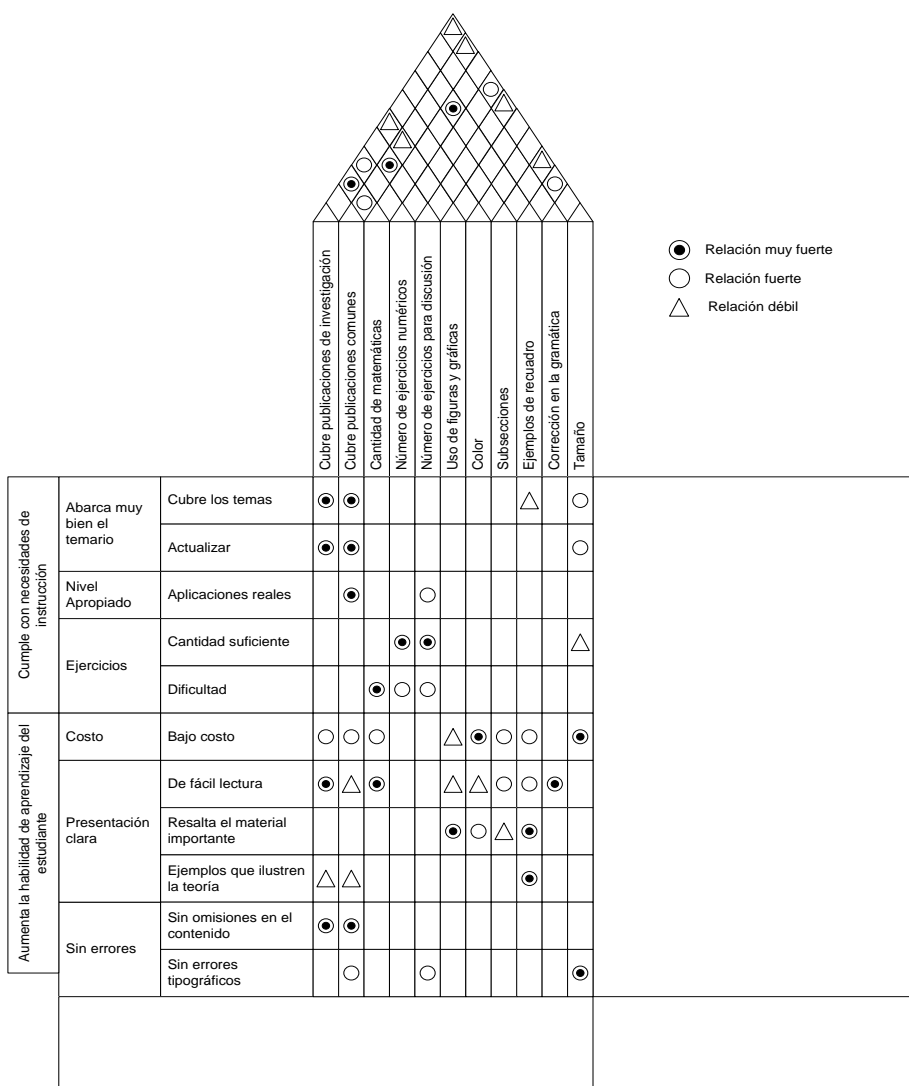 Relación muy fuerte
Relación fuerte
Relación débil
Cubre publicaciones de investigación
Cubre publicaciones comunes
Cantidad de matemáticas
Número de ejercicios numéricos
Número de ejercicios para discusión
Uso de figuras y gráficas
Color
Subsecciones
Ejemplos de recuadro
Corrección en la gramática
Tamaño
Cumple con necesidades de
instrucción
Abarca muy
bien el
temario
Cubre los temas
Actualizar
Nivel
Apropiado
Aplicaciones reales
Ejercicios
Cantidad suficiente
Dificultad
Aumenta la habilidad de aprendizaje del
estudiante
Costo
Bajo costo
Presentación
clara
De fácil lectura
Resalta el material
importante
Ejemplos que ilustren
la teoría
Sin errores
Sin omisiones en el
contenido
Sin errores
tipográficos